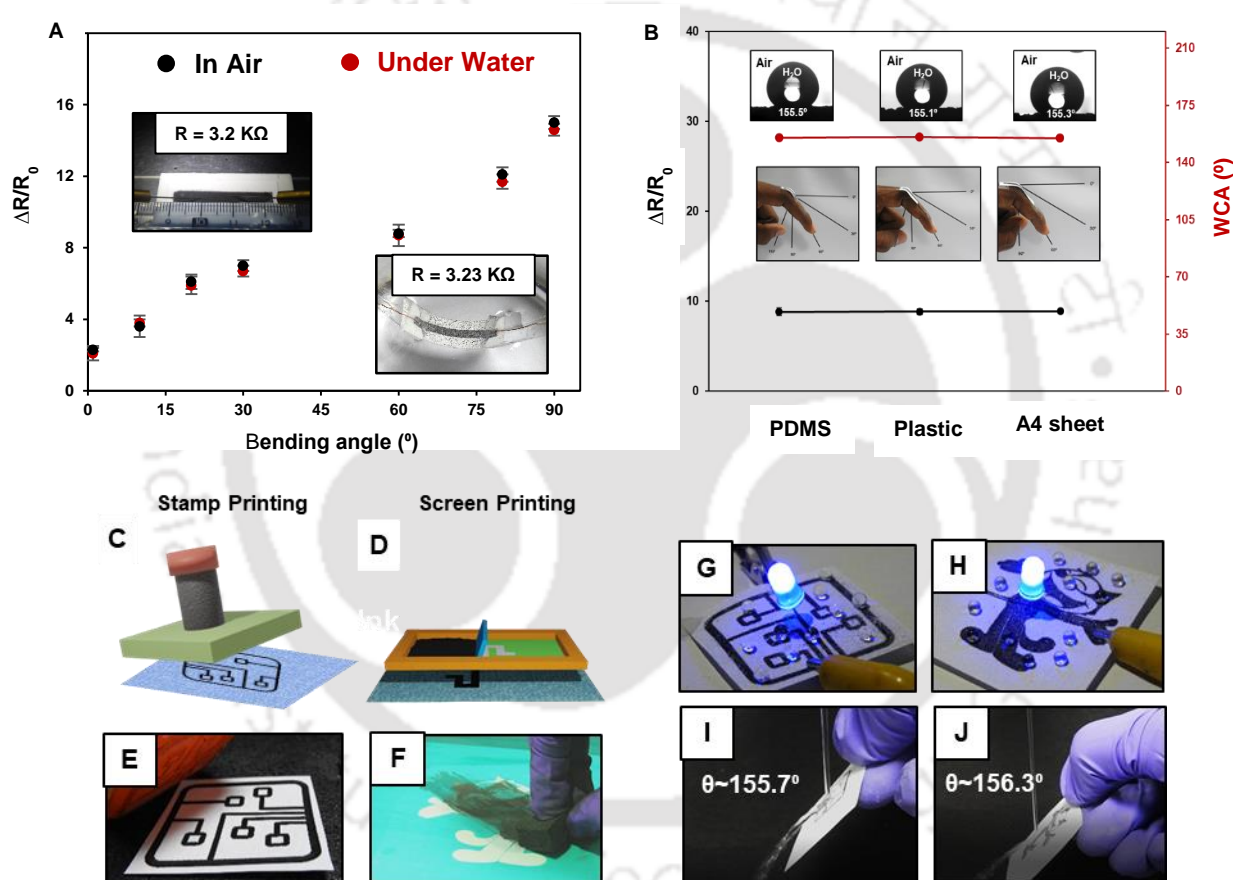 A
In Air
Under Water
ΔR/R0
16
12
8
4
0
R = 3.2 KΩ
R = 3.23 KΩ
0
15
30
45
60
75
90
Bending angle (º)
B
ΔR/R0
40
30
20
10
0
Air
H2O
155.5º
Air
H2O
155.1º
Air
H2O
155.3º
210
175
140
105
70
35
0
WCA (º)
PDMS
Plastic
A4 sheet
Stamp Printing
Screen Printing
C
D
Ink
E
F
G
H
I
θ~155.7º
J
θ~156.3º